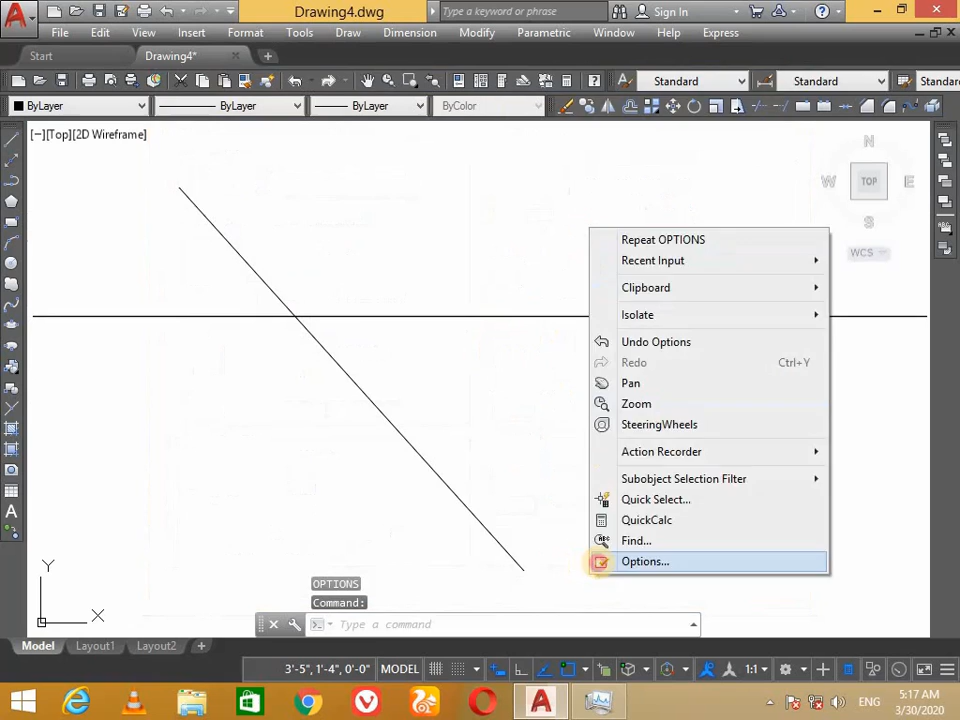 A
Drawing4.dwg
Type a keyword or phrase
Sign In
File Edit View Insert Format Tools Draw Dimension Modify Parametric Window Help Express
Start
Drawing4*
Standard
Standard
Standard
ByLayer
ByLayer
ByLayer
ByColor
[−][Top][2D Wireframe]
N
W
TOP
E
S
WCS
Repeat OPTIONS
Recent Input
Clipboard
Isolate
Undo Options
Redo Ctrl+Y
Pan
Zoom
SteeringWheels
Action Recorder
Subobject Selection Filter
Quick Select...
QuickCalc
Find...
Options...
A
Y
X
OPTIONS
Command:
Type a command
Model
Layout1
Layout2
3'-5", 1'-4", 0'-0"
MODEL
1:1
ENG
5:17 AM
3/30/2020